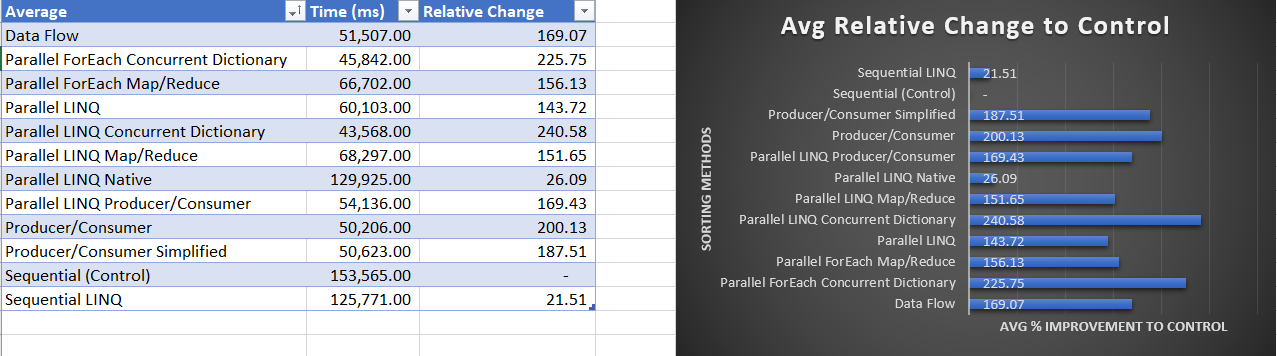 Average Time (ms) Relative Change
Data Flow 51,507.00 169.07
Parallel ForEach Concurrent Dictionary 45,842.00 225.75
Parallel ForEach Map/Reduce 66,702.00 156.13
Parallel LINQ 60,103.00 143.72
Parallel LINQ Concurrent Dictionary 43,568.00 240.58
Parallel LINQ Map/Reduce 68,297.00 151.65
Parallel LINQ Native 129,925.00 26.09
Parallel LINQ Producer/Consumer 54,136.00 169.43
Producer/Consumer 50,206.00 200.13
Producer/Consumer Simplified 50,623.00 187.51
Sequential (Control) 153,565.00 -
Sequential LINQ 125,771.00 21.51
Avg Relative Change to Control
SORTING METHODS
Sequential LINQ 21.51
Sequential (Control) -
Producer/Consumer Simplified 187.51
Producer/Consumer 200.13
Parallel LINQ Producer/Consumer 169.43
Parallel LINQ Native 26.09
Parallel LINQ Map/Reduce 151.65
Parallel LINQ Concurrent Dictionary 240.58
Parallel LINQ 143.72
Parallel ForEach Map/Reduce 156.13
Parallel ForEach Concurrent Dictionary 225.75
Data Flow 169.07
AVG % IMPROVEMENT TO CONTROL